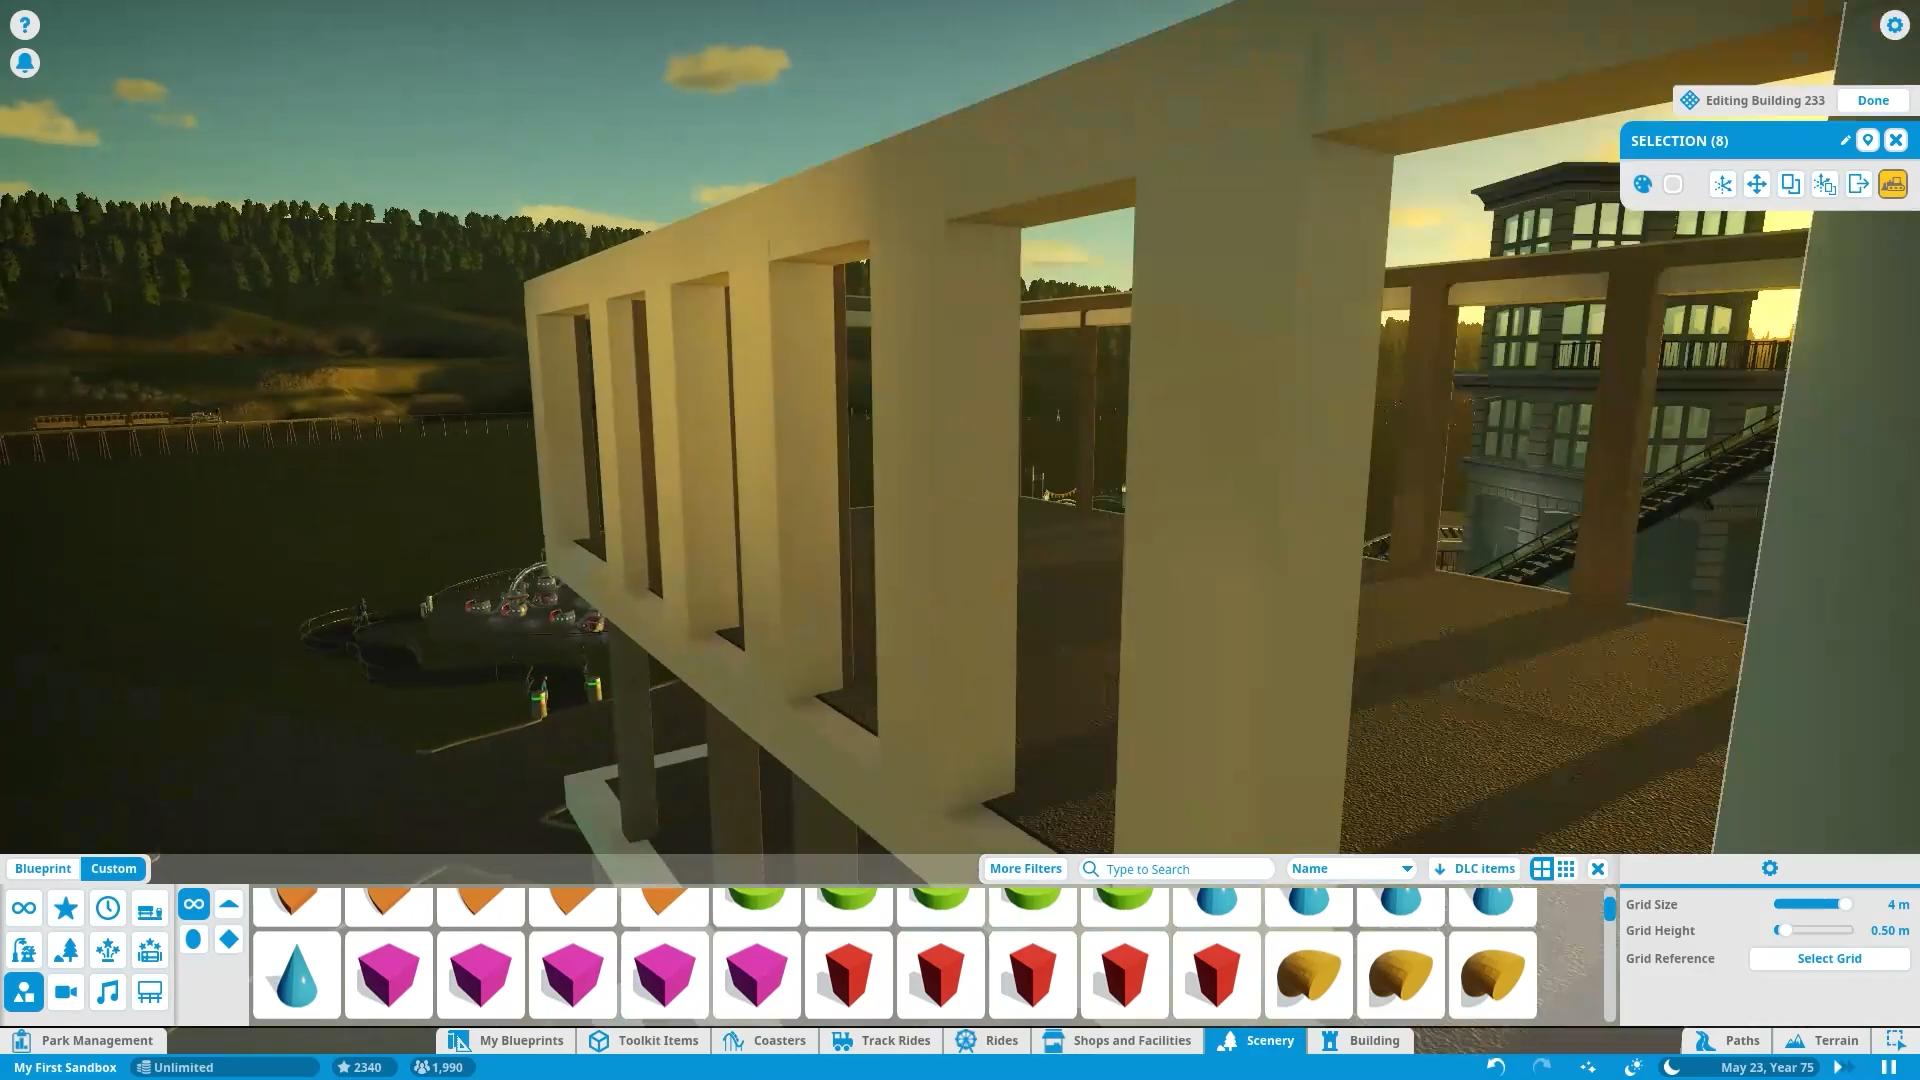 ?
Editing Building 233
Done
SELECTION (8)
Blueprint
Custom
More Filters
Type to Search
Name
DLC items
Grid Size
4 m
Grid Height
0.50 m
Grid Reference
Select Grid
Park Management
My Blueprints
Toolkit Items
Coasters
Track Rides
Rides
Shops and Facilities
Scenery
Building
Paths
Terrain
My First Sandbox
Unlimited
2340
1,990
May 23, Year 75